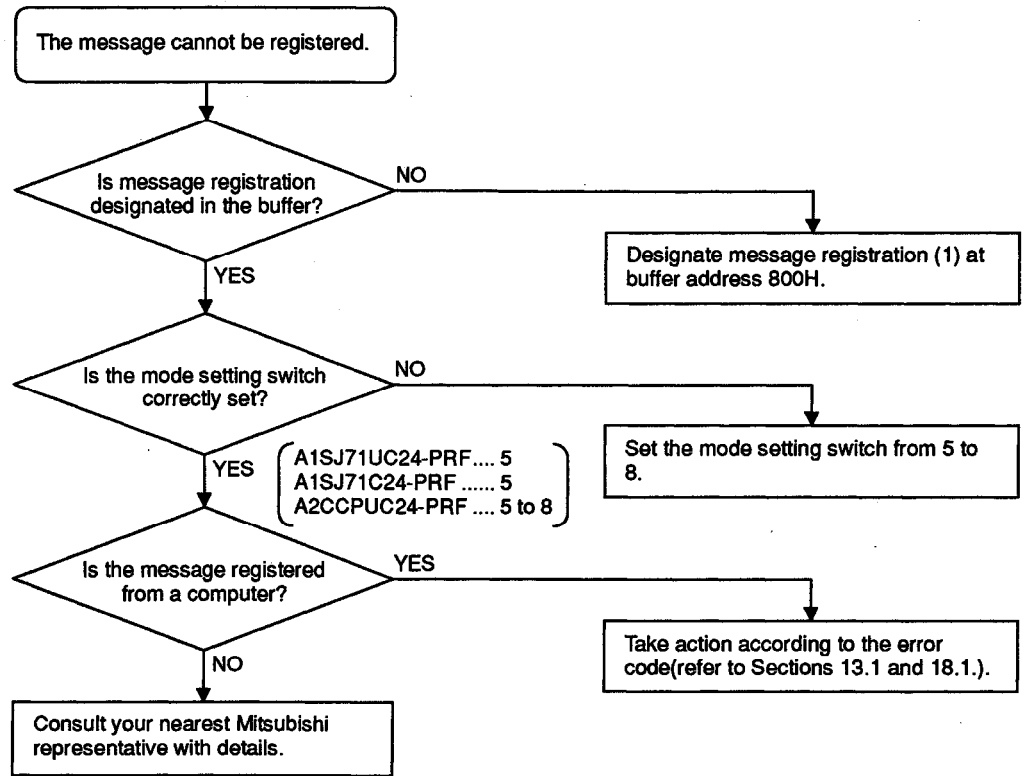 The message cannot be registered.
Is message registration
designated in the buffer?
NO
Designate message registration (1) at
buffer address 800H.
YES
Is the mode setting switch
correctly set?
NO
Set the mode setting switch from 5 to
8.
YES
A1SJ71UC24-PRF.... 5
A1SJ71C24-PRF ...... 5
A2CCPUC24-PRF .... 5 to 8
Is the message registered
from a computer?
YES
Take action according to the error
code(refer to Sections 13.1 and 18.1.).
NO
Consult your nearest Mitsubishi
representative with details.